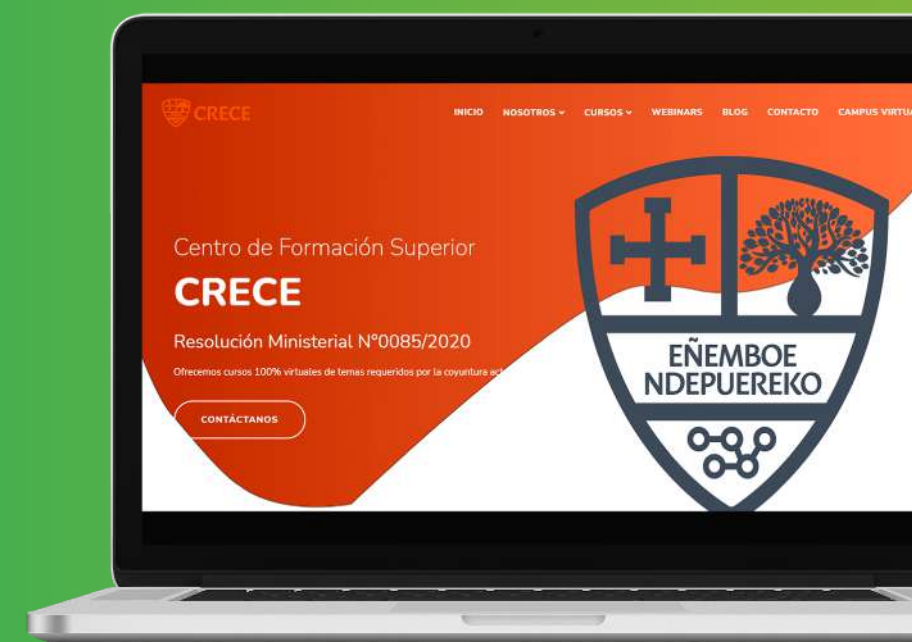 CRECE
INICIO NOSOTROS CURSOS WEBINARS BLOG CONTACTO CAMPUS
Centro de Formación Superior
CRECE
Resolución Ministerial N°0085/2020
Ofrecemos cursos 100% virtuales de temas requeridos por la coyuntura
CONTÁCTANOS
EÑEMBOE
NDEPUEREKO